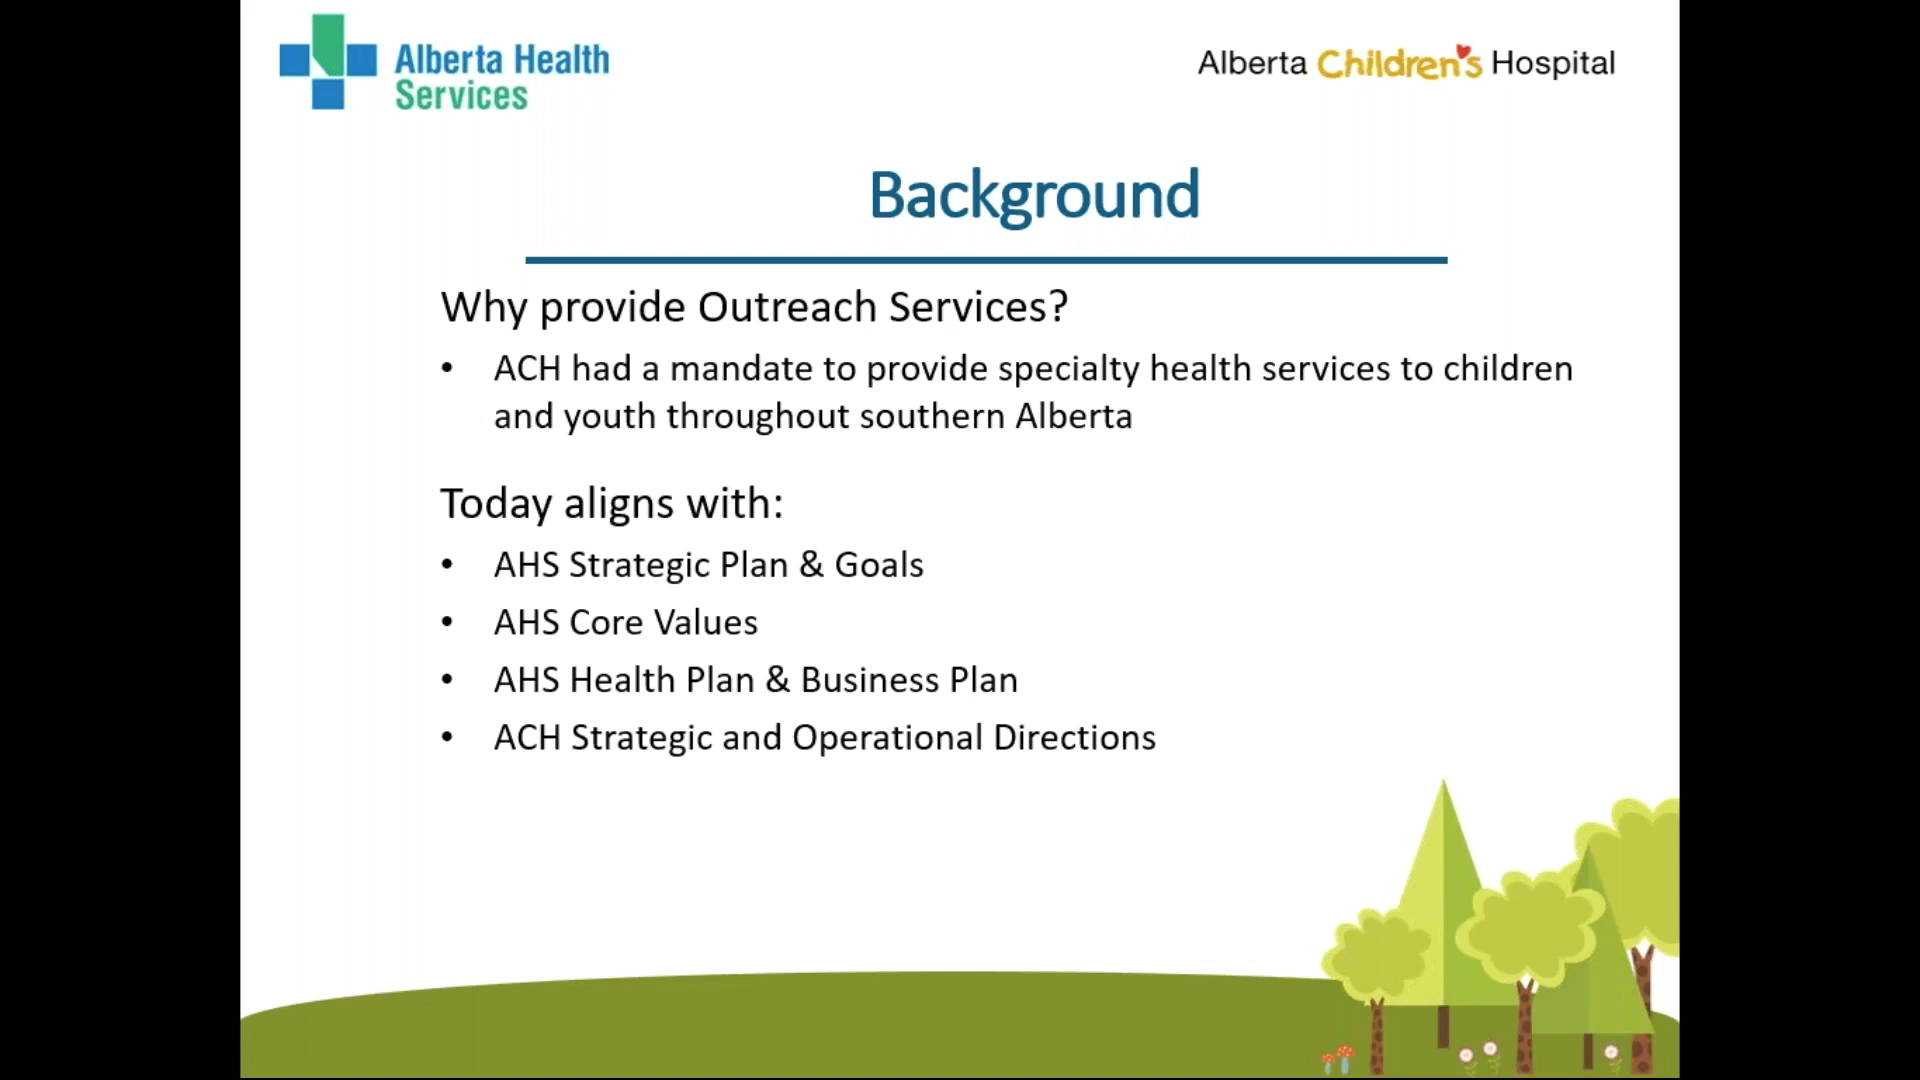 Alberta Health
Services
Alberta Children's Hospital
Background
Why provide Outreach Services?
• ACH had a mandate to provide specialty health services to children
and youth throughout southern Alberta
Today aligns with:
• AHS Strategic Plan & Goals
• AHS Core Values
• AHS Health Plan & Business Plan
• ACH Strategic and Operational Directions